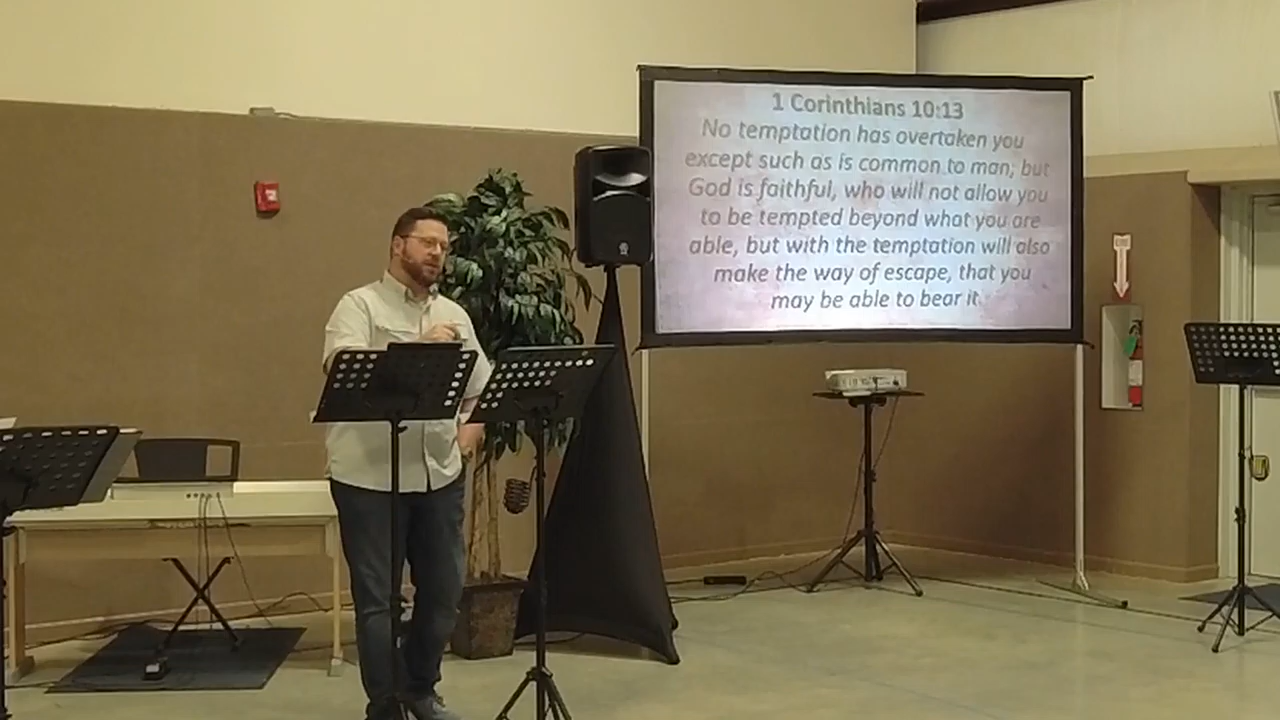 1 Corinthians 10:13
No temptation has overtaken you
except such as is common to man; but
God is faithful, who will not allow you
to be tempted beyond what you are
able, but with the temptation will also
make the way of escape, that you
may be able to bear it.